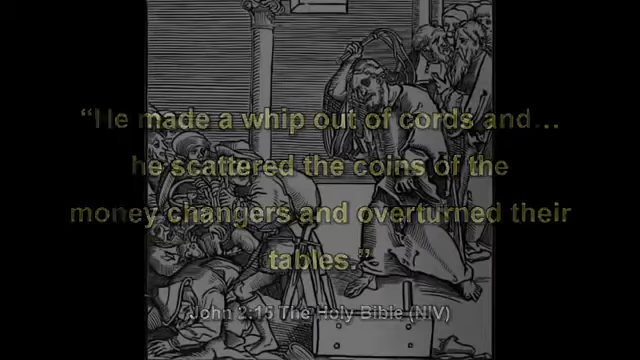 “He made a whip out of cords and…
he scattered the coins of the
money changers and overturned their
tables.”
John 2:15 The Holy Bible (NIV)